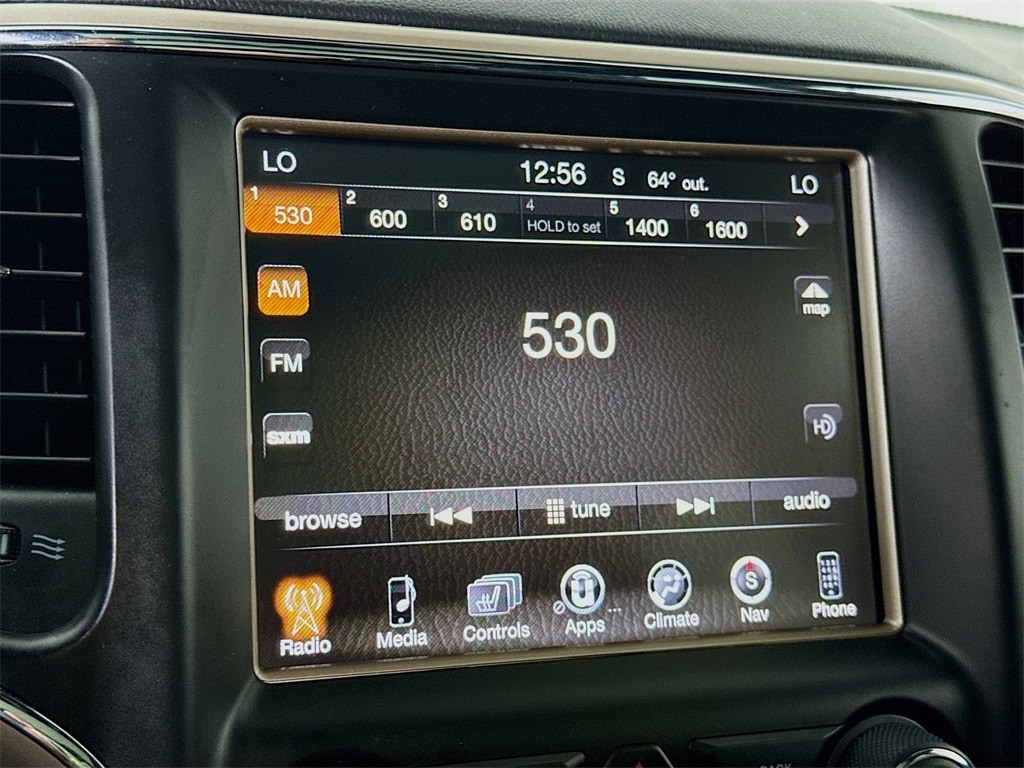 LO 12:56 S 64° out. LO
1 530 2 600 3 610 4 HOLD to set 5 1400 6 1600
AM
530
map
FM
sxm
HD
browse tune audio
Radio Media Controls Apps ... Climate S Nav Phone
BACK